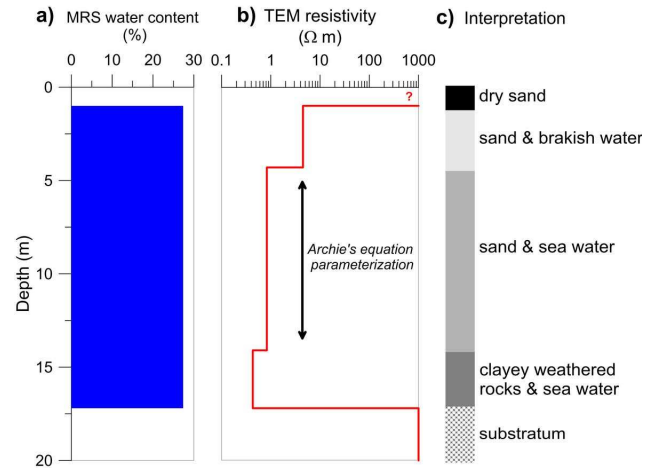 a) MRS water content
(%)
0 10 20 30
b) TEM resistivity
(Ω m)
0.1 1 10 100 1000
c) Interpretation
Depth (m)
0
5
10
15
20
?
Archie's equation
parameterization
dry sand
sand & brakish water
sand & sea water
clayey weathered
rocks & sea water
substratum